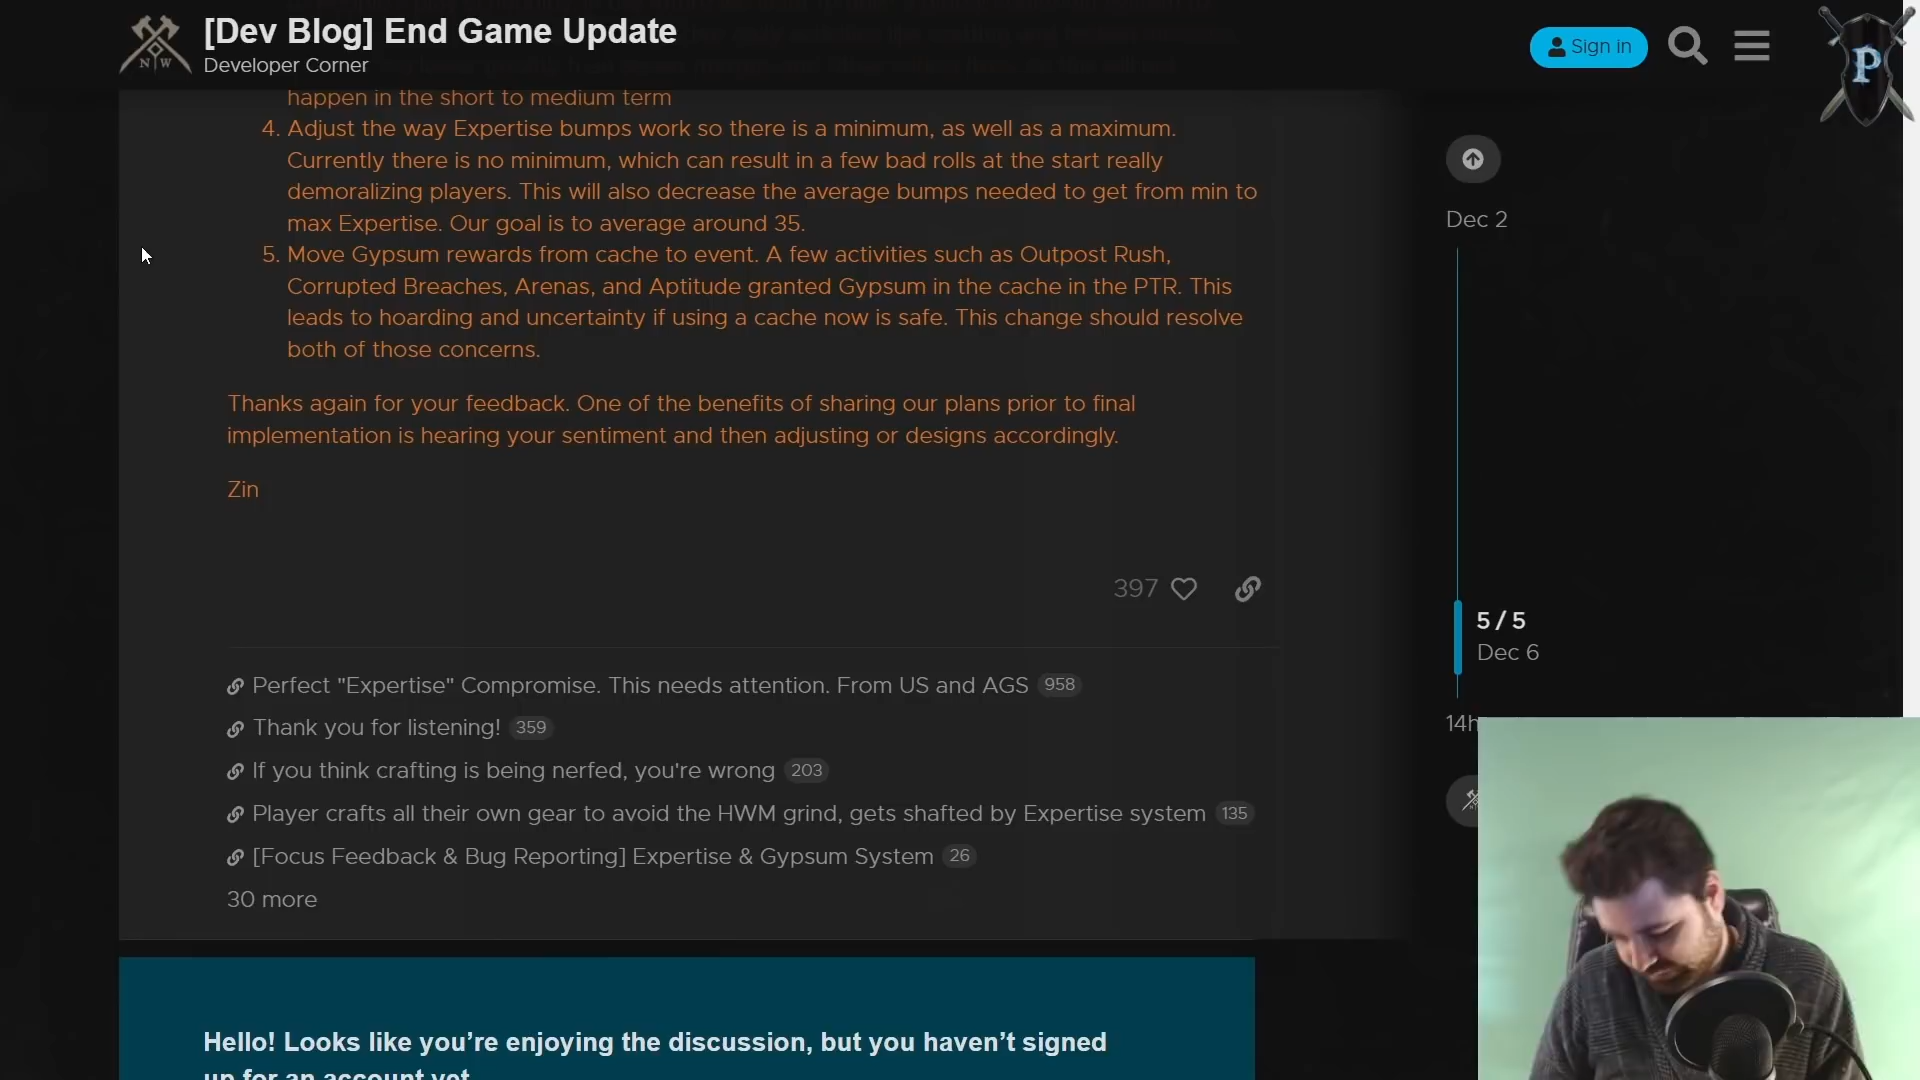 [Dev Blog] End Game Update
Developer Corner
Sign in
N W
P
happen in the short to medium term
4. Adjust the way Expertise bumps work so there is a minimum, as well as a maximum.
Currently there is no minimum, which can result in a few bad rolls at the start really
demoralizing players. This will also decrease the average bumps needed to get from min to
max Expertise. Our goal is to average around 35.
5. Move Gypsum rewards from cache to event. A few activities such as Outpost Rush,
Corrupted Breaches, Arenas, and Aptitude granted Gypsum in the cache in the PTR. This
leads to hoarding and uncertainty if using a cache now is safe. This change should resolve
both of those concerns.
Thanks again for your feedback. One of the benefits of sharing our plans prior to final
implementation is hearing your sentiment and then adjusting or designs accordingly.
Zin
397
Dec 2
5 / 5
Dec 6
14h
Perfect "Expertise" Compromise. This needs attention. From US and AGS 958
Thank you for listening! 359
If you think crafting is being nerfed, you're wrong 203
Player crafts all their own gear to avoid the HWM grind, gets shafted by Expertise system 135
[Focus Feedback & Bug Reporting] Expertise & Gypsum System 26
30 more
Hello! Looks like you're enjoying the discussion, but you haven't signed
up for an account yet